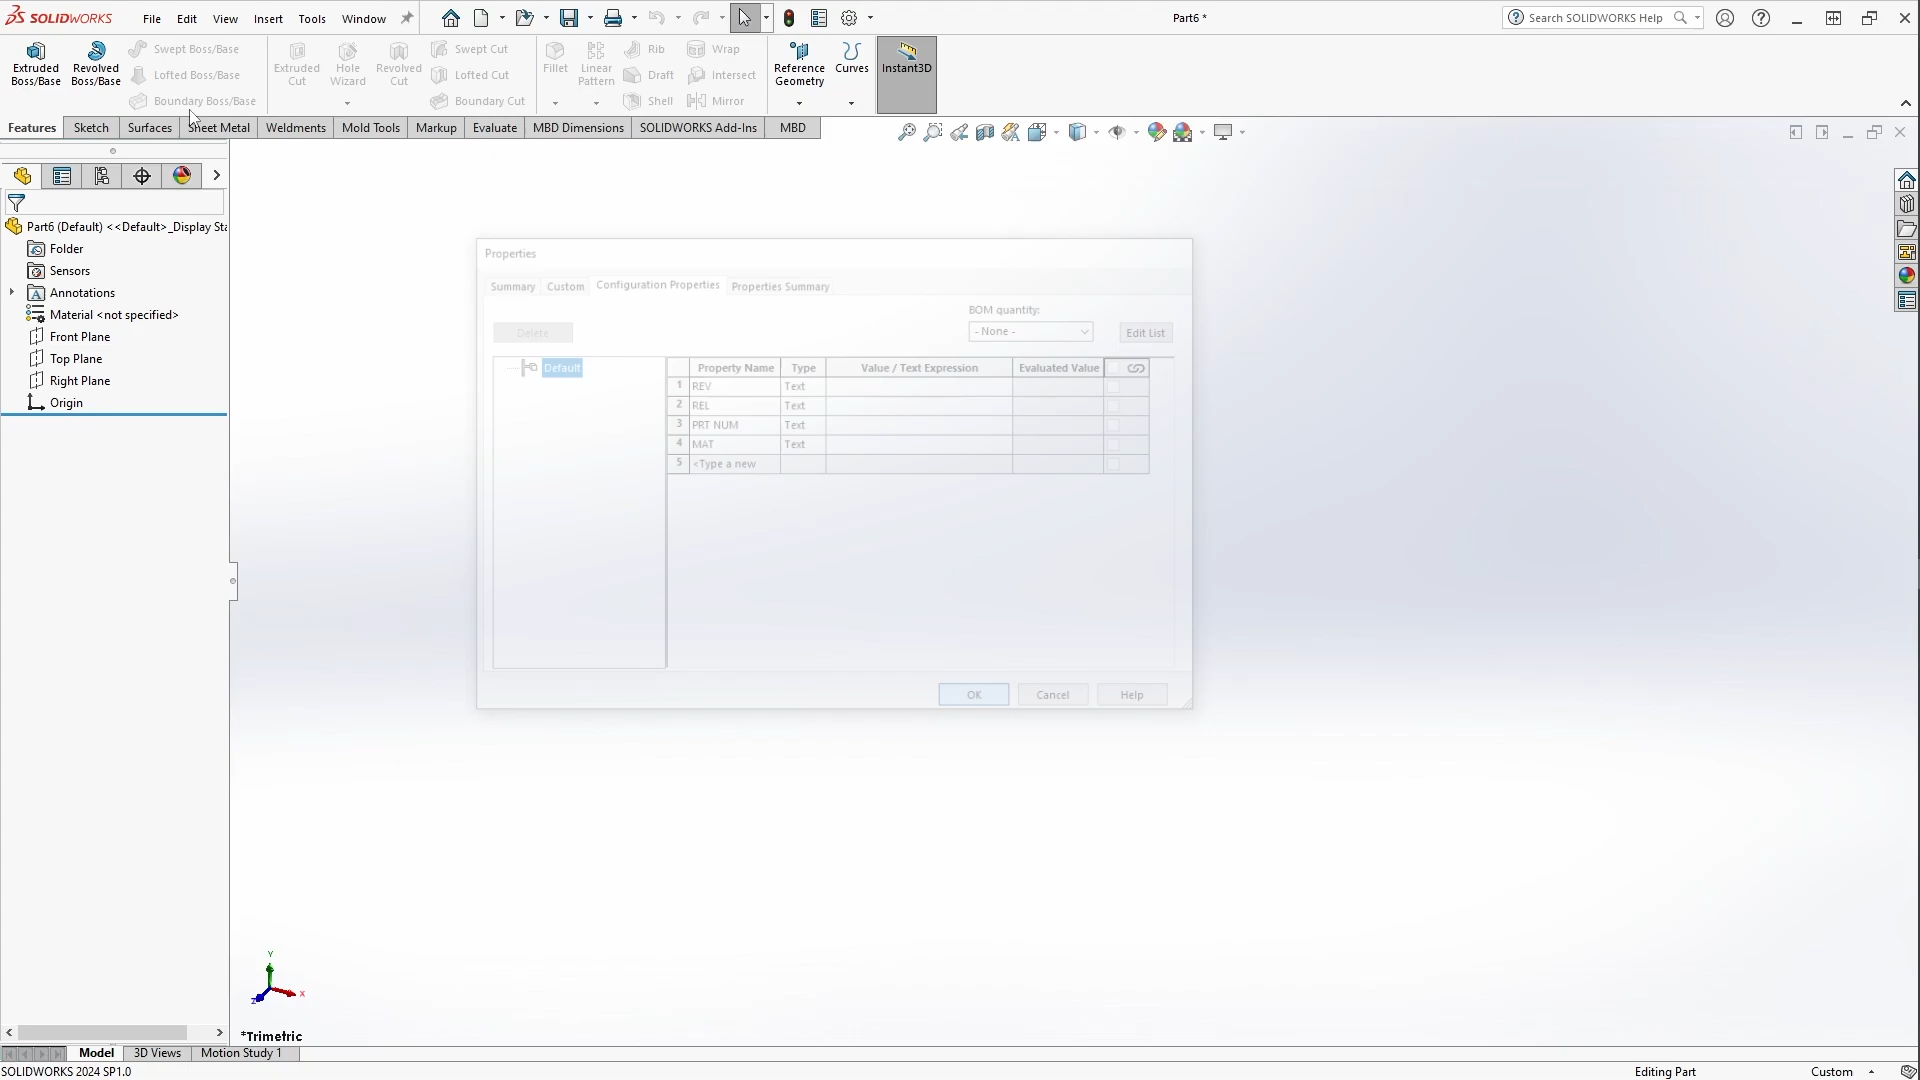 SOLIDWORKS
File Edit View Insert Tools Window
Part6 *
Search SOLIDWORKS Help
Extruded Boss/Base
Revolved Boss/Base
Swept Boss/Base
Lofted Boss/Base
Boundary Boss/Base
Extruded Cut
Hole Wizard
Revolved Cut
Swept Cut
Lofted Cut
Boundary Cut
Fillet
Linear Pattern
Rib
Draft
Shell
Wrap
Intersect
Mirror
Reference Geometry
Curves
Instant3D
Features Sketch Surfaces Sheet Metal Weldments Mold Tools Markup Evaluate MBD Dimensions SOLIDWORKS Add-Ins MBD
Part6 (Default) <<Default>_Display Sta
Folder
Sensors
Annotations
Material <not specified>
Front Plane
Top Plane
Right Plane
Origin
Properties
Summary Custom Configuration Properties Properties Summary
BOM quantity:
Delete - None - Edit List
Default
Property Name Type Value / Text Expression Evaluated Value
1 REV Text
2 REL Text
3 PRT NUM Text
4 MAT Text
5 <Type a new
OK Cancel Help
Y
X
Z
*Trimetric
Model 3D Views Motion Study 1
SOLIDWORKS 2024 SP1.0 Editing Part Custom